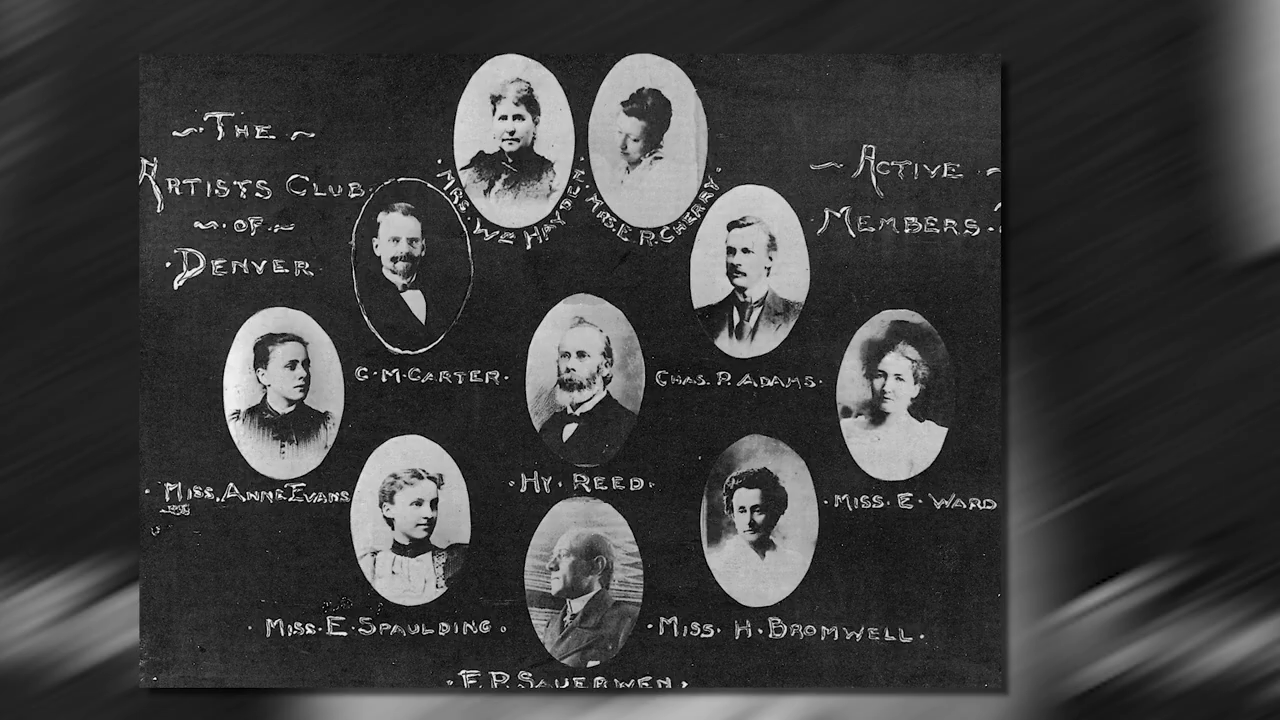 ~ THE ~
ARTISTS CLUB
~ OF ~
DENVER
~ ACTIVE ~
MEMBERS.
MRS. W E HAYDEN.
MRS. E. R. CHERRY.
C. M. CARTER.
CHAS. P. ADAMS.
MISS. ANNE EVANS
HY. REED.
MISS. E. WARD
MISS. E. SPAULDING.
MISS. H. BROMWELL.
F. P. SAUERWEN.